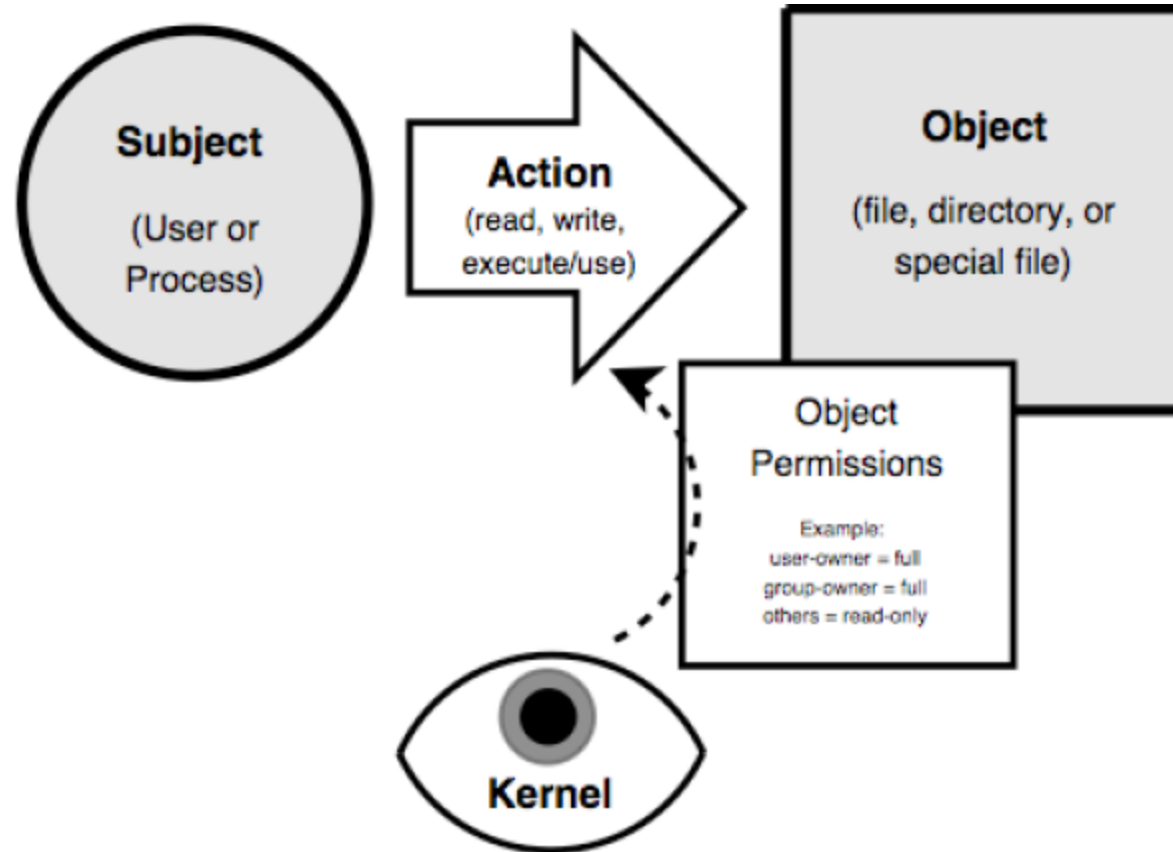 Subject
(User or
Process)
Action
(read, write,
execute/use)
Object
(file, directory, or
special file)
Object
Permissions
Example:
user-owner = full
group-owner = full
others = read-only
Kernel